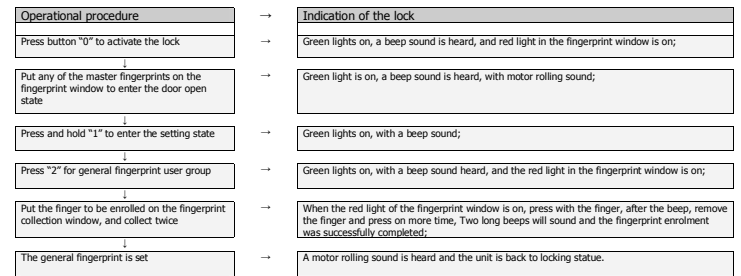 Operational procedure → Indication of the lock
Press button “0” to activate the lock → Green lights on, a beep sound is heard, and red light in the fingerprint window is on;
↓
Put any of the master fingerprints on the → Green light is on, a beep sound is heard, with motor rolling sound;
fingerprint window to enter the door open
state
↓
Press and hold “1” to enter the setting state → Green lights on, with a beep sound;
↓
Press “2” for general fingerprint user group → Green lights on, with a beep sound heard, and the red light in the fingerprint window is on;
↓
Put the finger to be enrolled on the fingerprint → When the red light of the fingerprint window is on, press with the finger, after the beep, remove
collection window, and collect twice the finger and press on more time, Two long beeps will sound and the fingerprint enrolment
was successfully completed;
↓
The general fingerprint is set → A motor rolling sound is heard and the unit is back to locking statue.